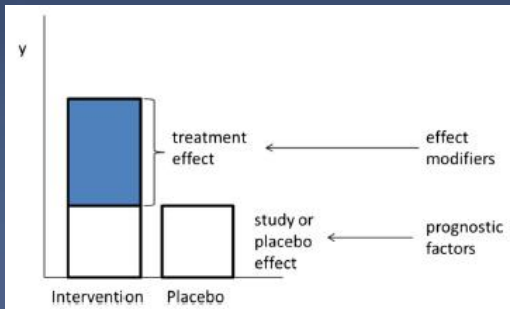 y
treatment
effect
effect
modifiers
study or
placebo
effect
prognostic
factors
Intervention
Placebo